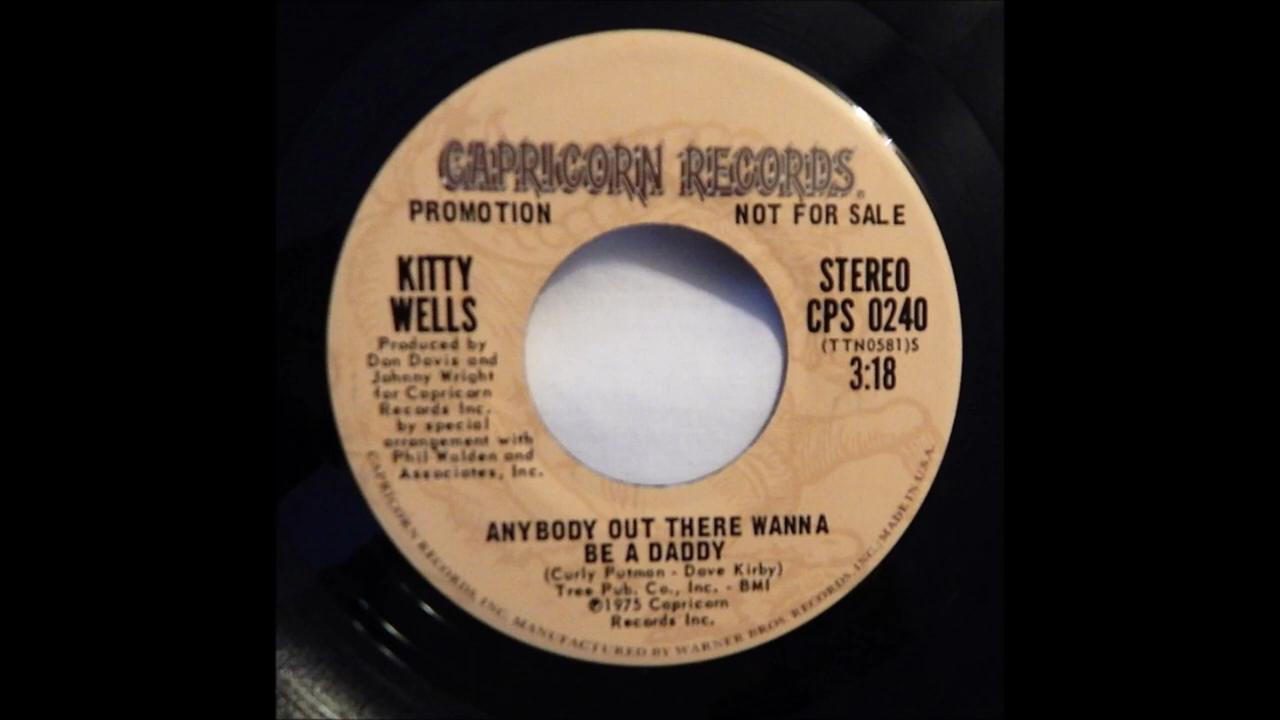 CAPRICORN RECORDS®
PROMOTION
NOT FOR SALE
KITTY
WELLS
Produced by
Don Davis and
Johnny Wright
for Capricorn
Records Inc.
by special
arrangement with
Phil Walden and
Associates, Inc.
STEREO
CPS 0240
(TTN0581)S
3:18
ANYBODY OUT THERE WANNA
BE A DADDY
(Curly Putman - Dave Kirby)
Tree Pub. Co., Inc. - BMI
℗1975 Capricorn
Records Inc.
CAPRICORN RECORDS, INC. MANUFACTURED BY WARNER BROS. RECORDS INC./MADE IN U.S.A.